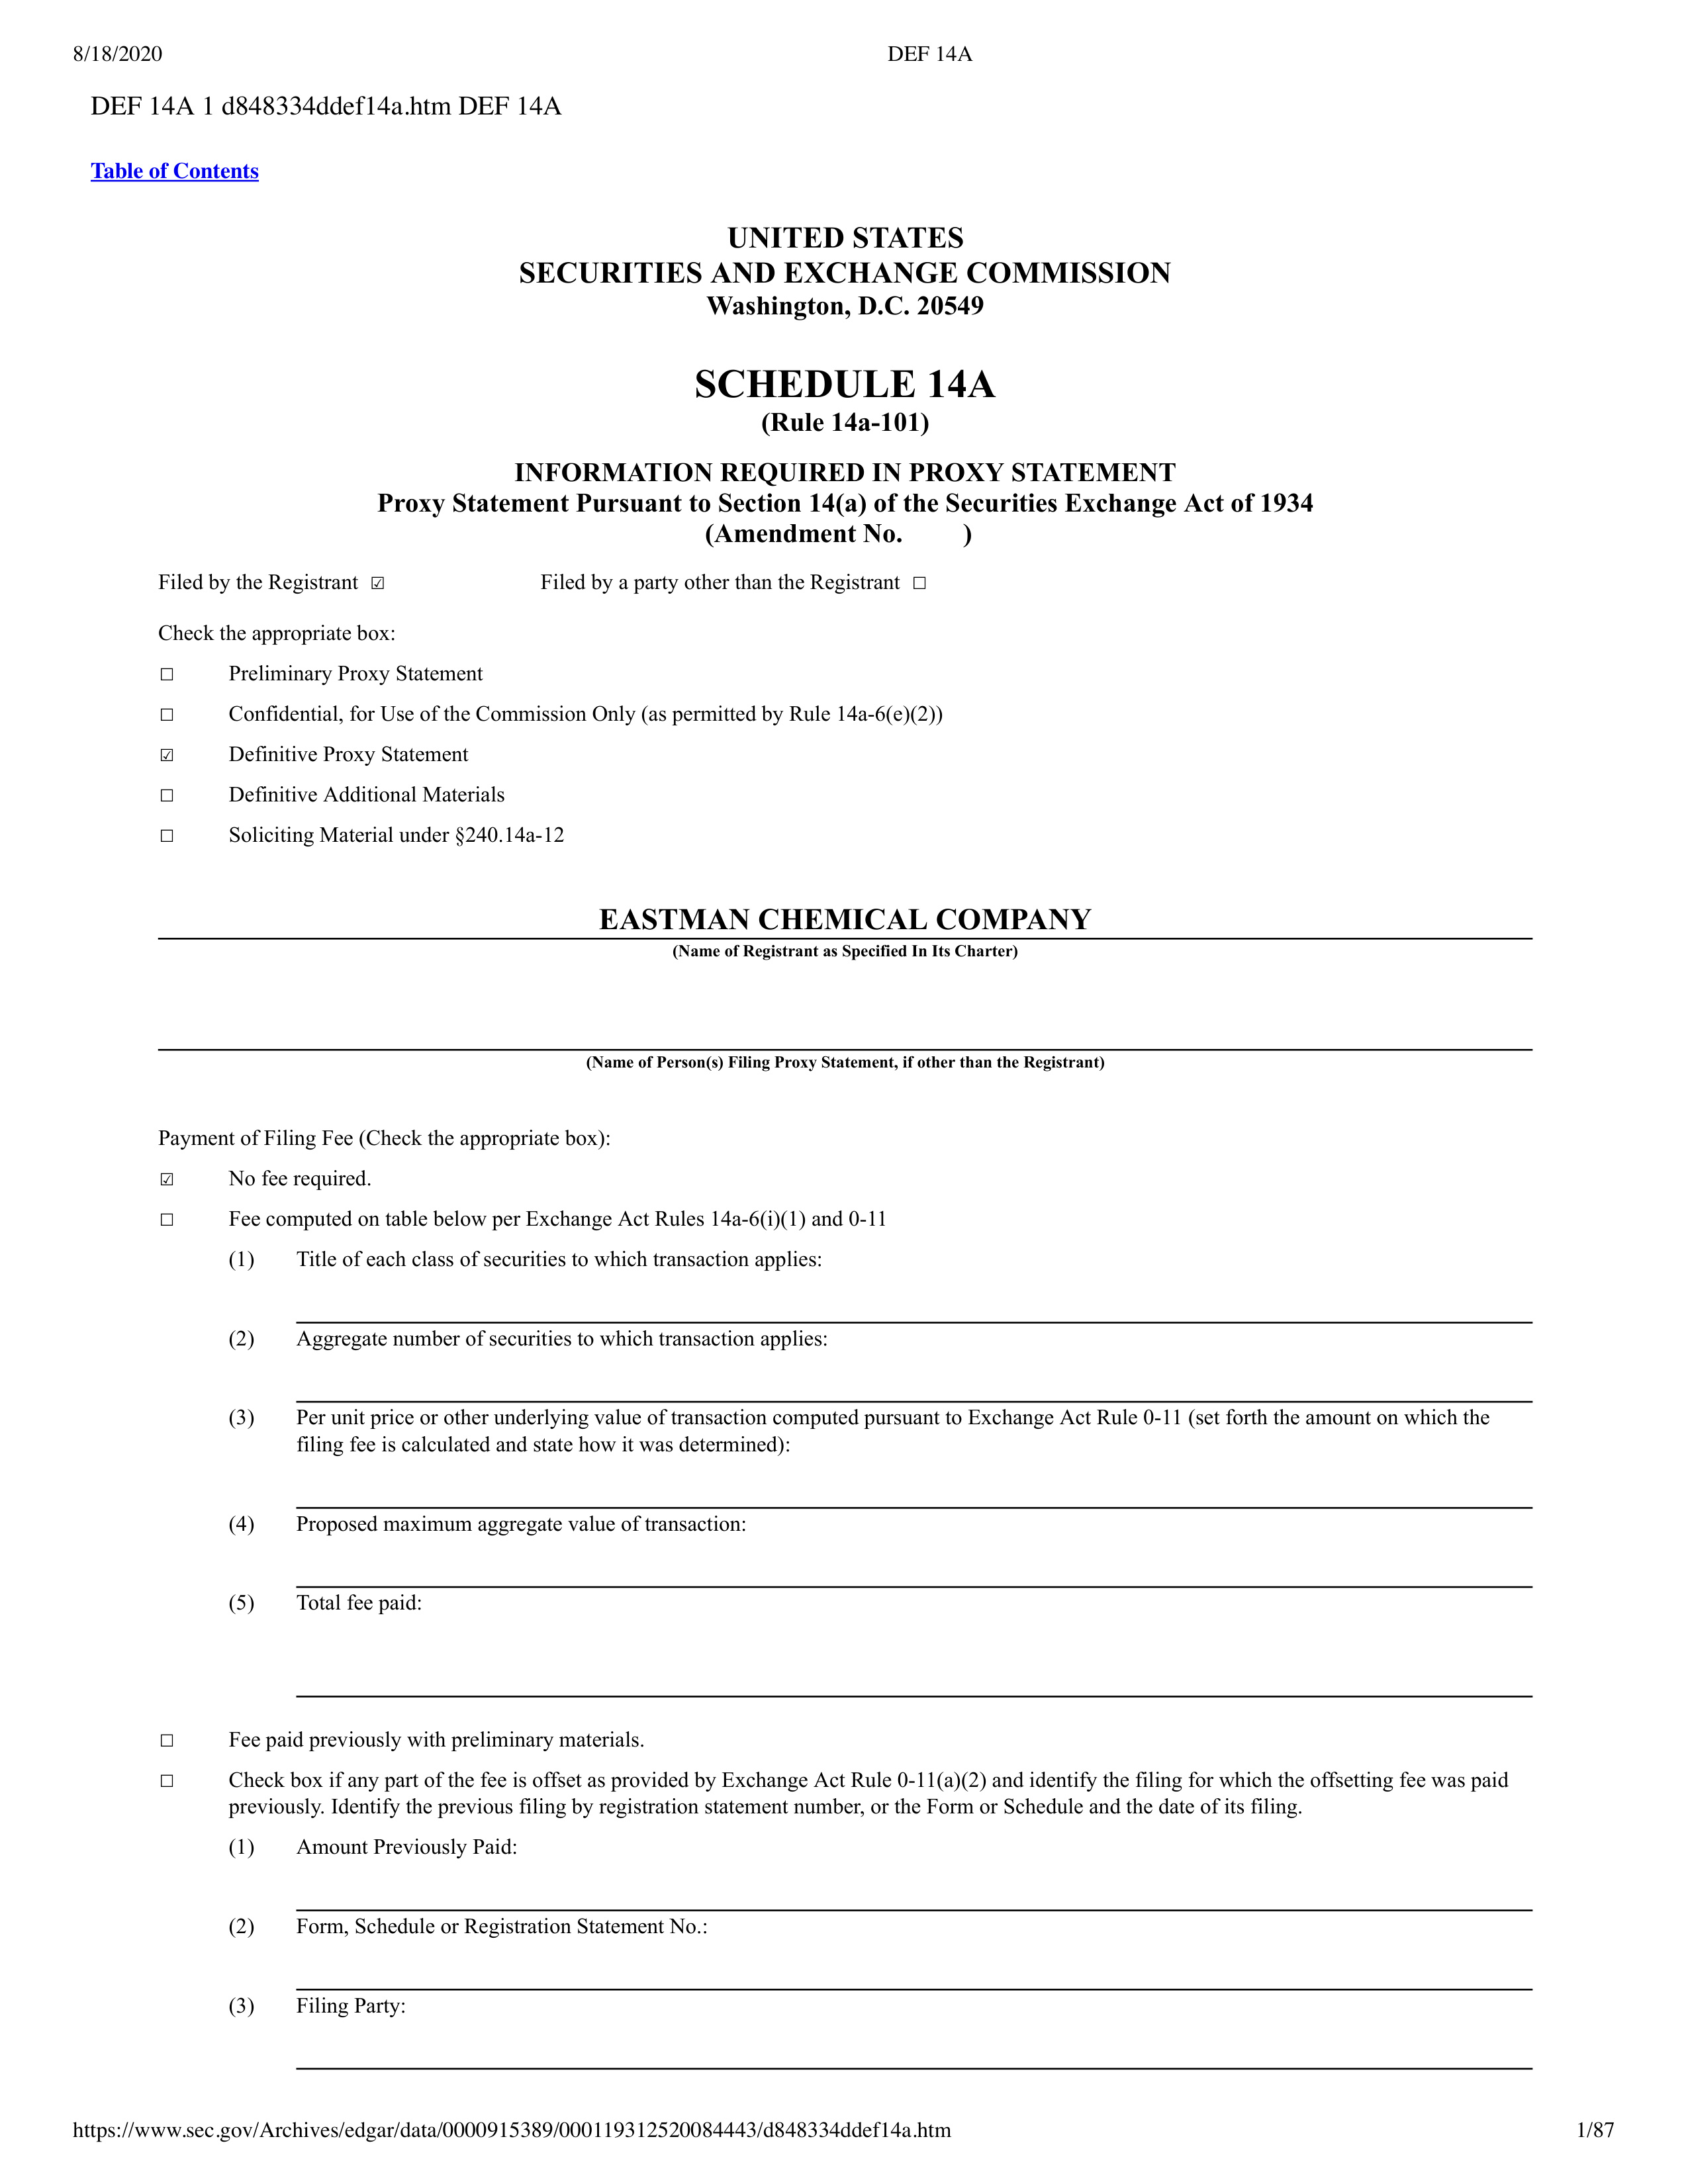 8/18/2020 DEF 14A
DEF 14A 1 d848334ddef14a.htm DEF 14A
Table of Contents
UNITED STATES
SECURITIES AND EXCHANGE COMMISSION
Washington, D.C. 20549
SCHEDULE 14A
(Rule 14a-101)
INFORMATION REQUIRED IN PROXY STATEMENT
Proxy Statement Pursuant to Section 14(a) of the Securities Exchange Act of 1934
(Amendment No. )
Filed by the Registrant ☑ Filed by a party other than the Registrant ☐
Check the appropriate box:
☐ Preliminary Proxy Statement
☐ Confidential, for Use of the Commission Only (as permitted by Rule 14a-6(e)(2))
☑ Definitive Proxy Statement
☐ Definitive Additional Materials
☐ Soliciting Material under §240.14a-12
EASTMAN CHEMICAL COMPANY
(Name of Registrant as Specified In Its Charter)
(Name of Person(s) Filing Proxy Statement, if other than the Registrant)
Payment of Filing Fee (Check the appropriate box):
☑ No fee required.
☐ Fee computed on table below per Exchange Act Rules 14a-6(i)(1) and 0-11
(1) Title of each class of securities to which transaction applies:
(2) Aggregate number of securities to which transaction applies:
(3) Per unit price or other underlying value of transaction computed pursuant to Exchange Act Rule 0-11 (set forth the amount on which the
filing fee is calculated and state how it was determined):
(4) Proposed maximum aggregate value of transaction:
(5) Total fee paid:
☐ Fee paid previously with preliminary materials.
☐ Check box if any part of the fee is offset as provided by Exchange Act Rule 0-11(a)(2) and identify the filing for which the offsetting fee was paid
previously. Identify the previous filing by registration statement number, or the Form or Schedule and the date of its filing.
(1) Amount Previously Paid:
(2) Form, Schedule or Registration Statement No.:
(3) Filing Party:
https://www.sec.gov/Archives/edgar/data/0000915389/000119312520084443/d848334ddef14a.htm 1/87